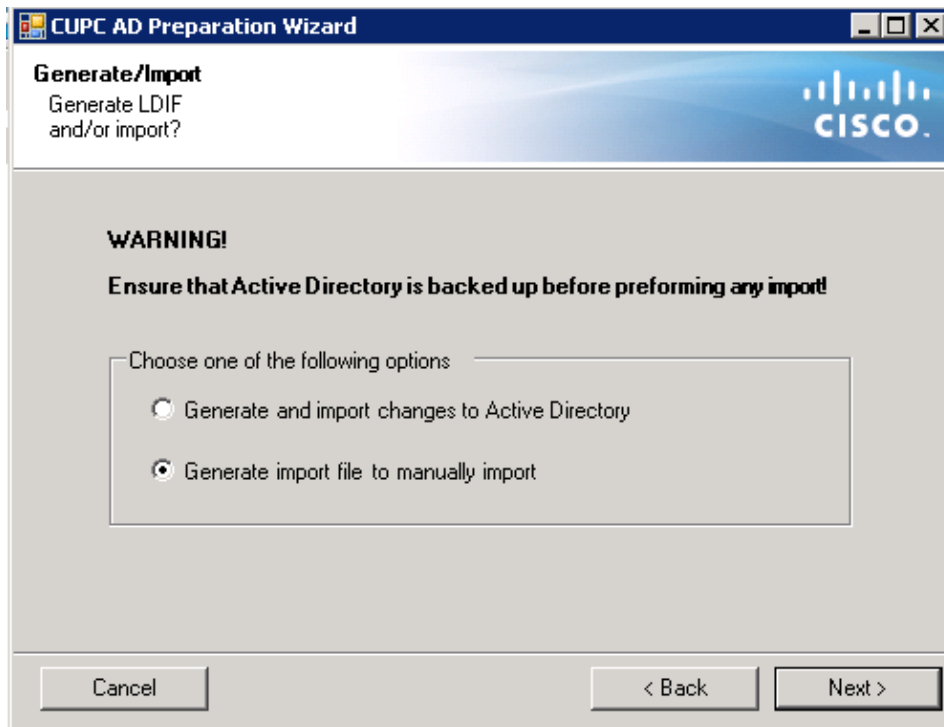 CUPC AD Preparation Wizard
Generate/Import
Generate LDIF
and/or import?
CISCO.
WARNING!
Ensure that Active Directory is backed up before preforming any import!
Choose one of the following options
Generate and import changes to Active Directory
Generate import file to manually import
Cancel
< Back
Next >